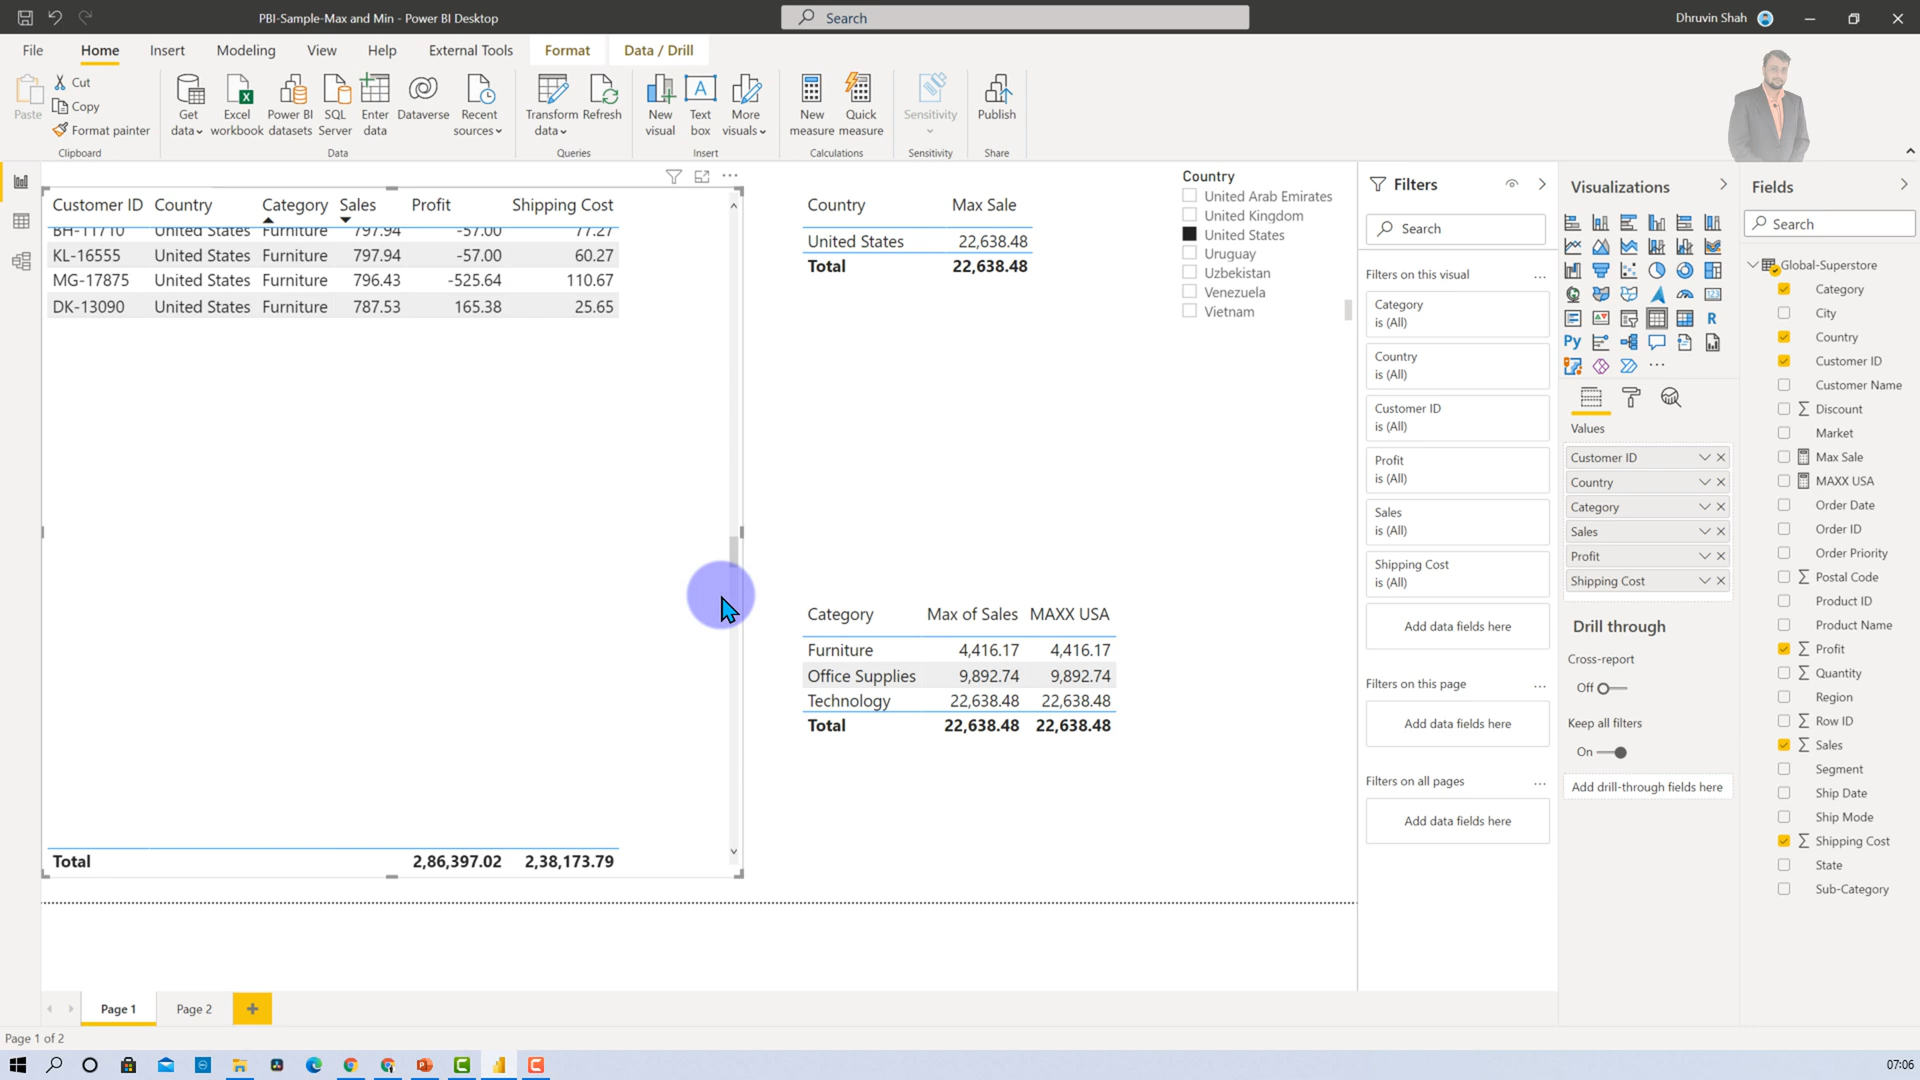 PBI-Sample-Max and Min - Power BI Desktop
Search
Dhruvin Shah
File
Home
Insert
Modeling
View
Help
External Tools
Format
Data / Drill
Paste
Cut
Copy
Format painter
Clipboard
Get data
Excel workbook
Power BI datasets
SQL Server
Enter data
Dataverse
Recent sources
Data
Transform data
Refresh
Queries
New visual
Text box
More visuals
Insert
New measure
Quick measure
Calculations
Sensitivity
Sensitivity
Publish
Share
Customer ID Country Category Sales Profit Shipping Cost
BH-11710 United States Furniture 797.94 -57.00 77.27
KL-16555 United States Furniture 797.94 -57.00 60.27
MG-17875 United States Furniture 796.43 -525.64 110.67
DK-13090 United States Furniture 787.53 165.38 25.65
Total 2,86,397.02 2,38,173.79
Country Max Sale
United States 22,638.48
Total 22,638.48
Country
United Arab Emirates
United Kingdom
United States
Uruguay
Uzbekistan
Venezuela
Vietnam
Category Max of Sales MAXX USA
Furniture 4,416.17 4,416.17
Office Supplies 9,892.74 9,892.74
Technology 22,638.48 22,638.48
Total 22,638.48 22,638.48
Filters
Search
Filters on this visual
Category
is (All)
Country
is (All)
Customer ID
is (All)
Profit
is (All)
Sales
is (All)
Shipping Cost
is (All)
Add data fields here
Filters on this page
Add data fields here
Filters on all pages
Add data fields here
Visualizations
R
Py
Values
Customer ID
Country
Category
Sales
Profit
Shipping Cost
Drill through
Cross-report
Off
Keep all filters
On
Add drill-through fields here
Fields
Search
Global-Superstore
Category
City
Country
Customer ID
Customer Name
Discount
Market
Max Sale
MAXX USA
Order Date
Order ID
Order Priority
Postal Code
Product ID
Product Name
Profit
Quantity
Region
Row ID
Sales
Segment
Ship Date
Ship Mode
Shipping Cost
State
Sub-Category
Page 1
Page 2
Page 1 of 2
07:06